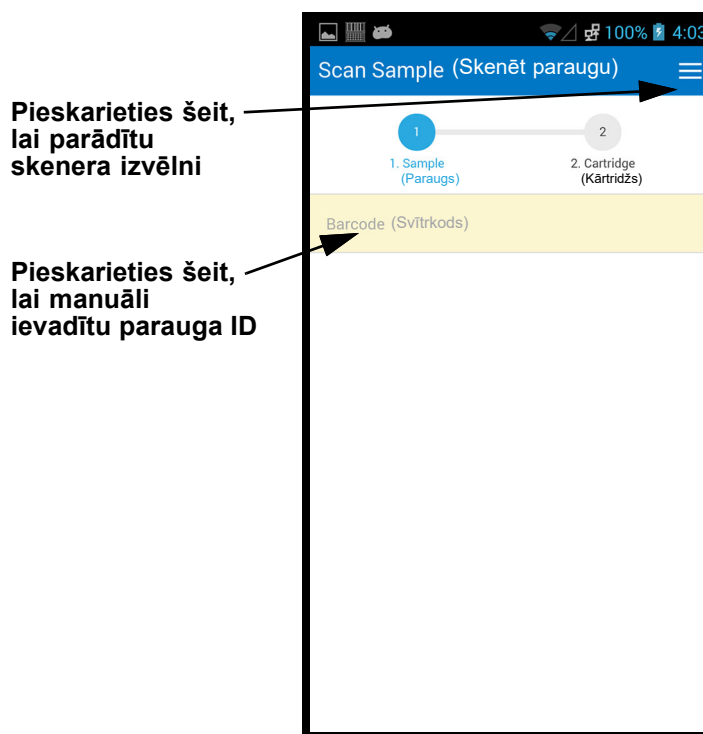 100% 4:03
Scan Sample (Skenēt paraugu)
Pieskarieties šeit,
lai parādītu
skenera izvēlni
1
2
1. Sample
(Paraugs)
2. Cartridge
(Kārtridžs)
Barcode (Svītrkods)
Pieskarieties šeit,
lai manuāli
ievadītu parauga ID